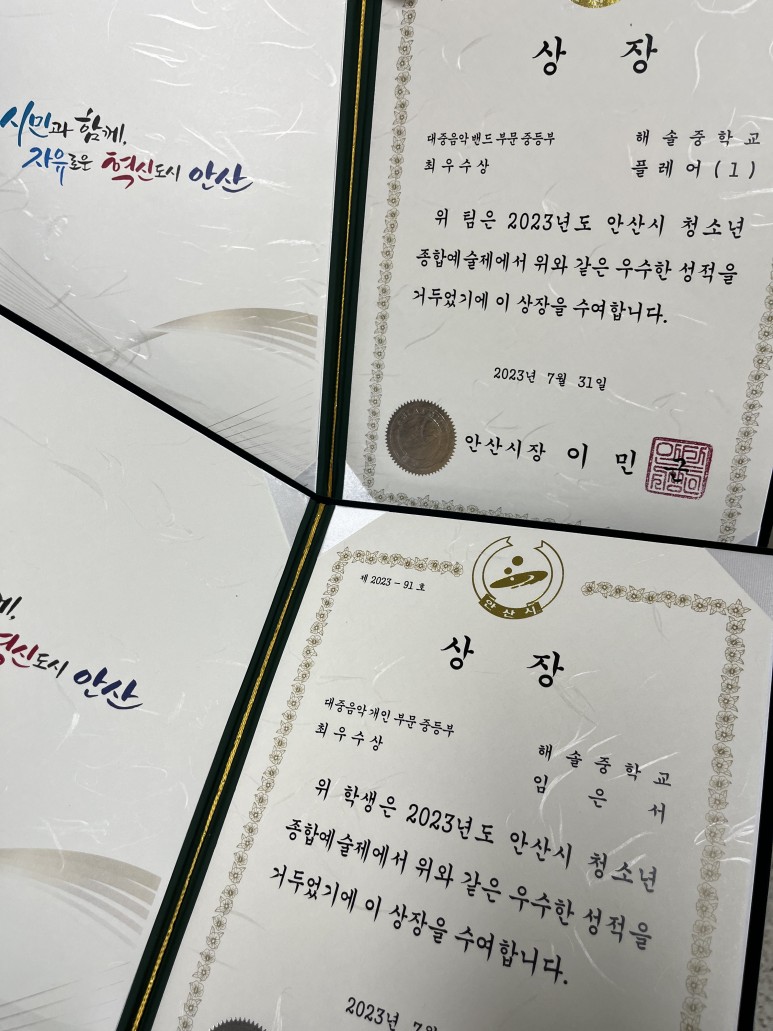 시민과 함께,
자유로운 혁신도시 안산
상 장
대중음악 밴드 부문 중등부
최우수상
해솔중학교
플레어(1)
위 팀은 2023년도 안산시 청소년
종합예술제에서 위와 같은 우수한 성적을
거두었기에 이 상장을 수여합니다.
2023년 7월 31일
안산시장 이 민 근
께,
혁신도시 안산
제 2023 - 91 호
안산시
상 장
대중음악 개인 부문 중등부
최우수상
해솔중학교
임은서
위 학생은 2023년도 안산시 청소년
종합예술제에서 위와 같은 우수한 성적을
거두었기에 이 상장을 수여합니다.
2023년 7월